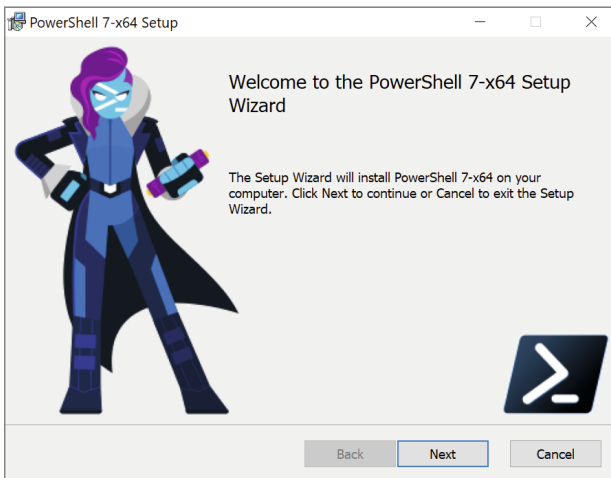 PowerShell 7-x64 Setup
Welcome to the PowerShell 7-x64 Setup
Wizard
The Setup Wizard will install PowerShell 7-x64 on your
computer. Click Next to continue or Cancel to exit the Setup
Wizard.
Back Next Cancel